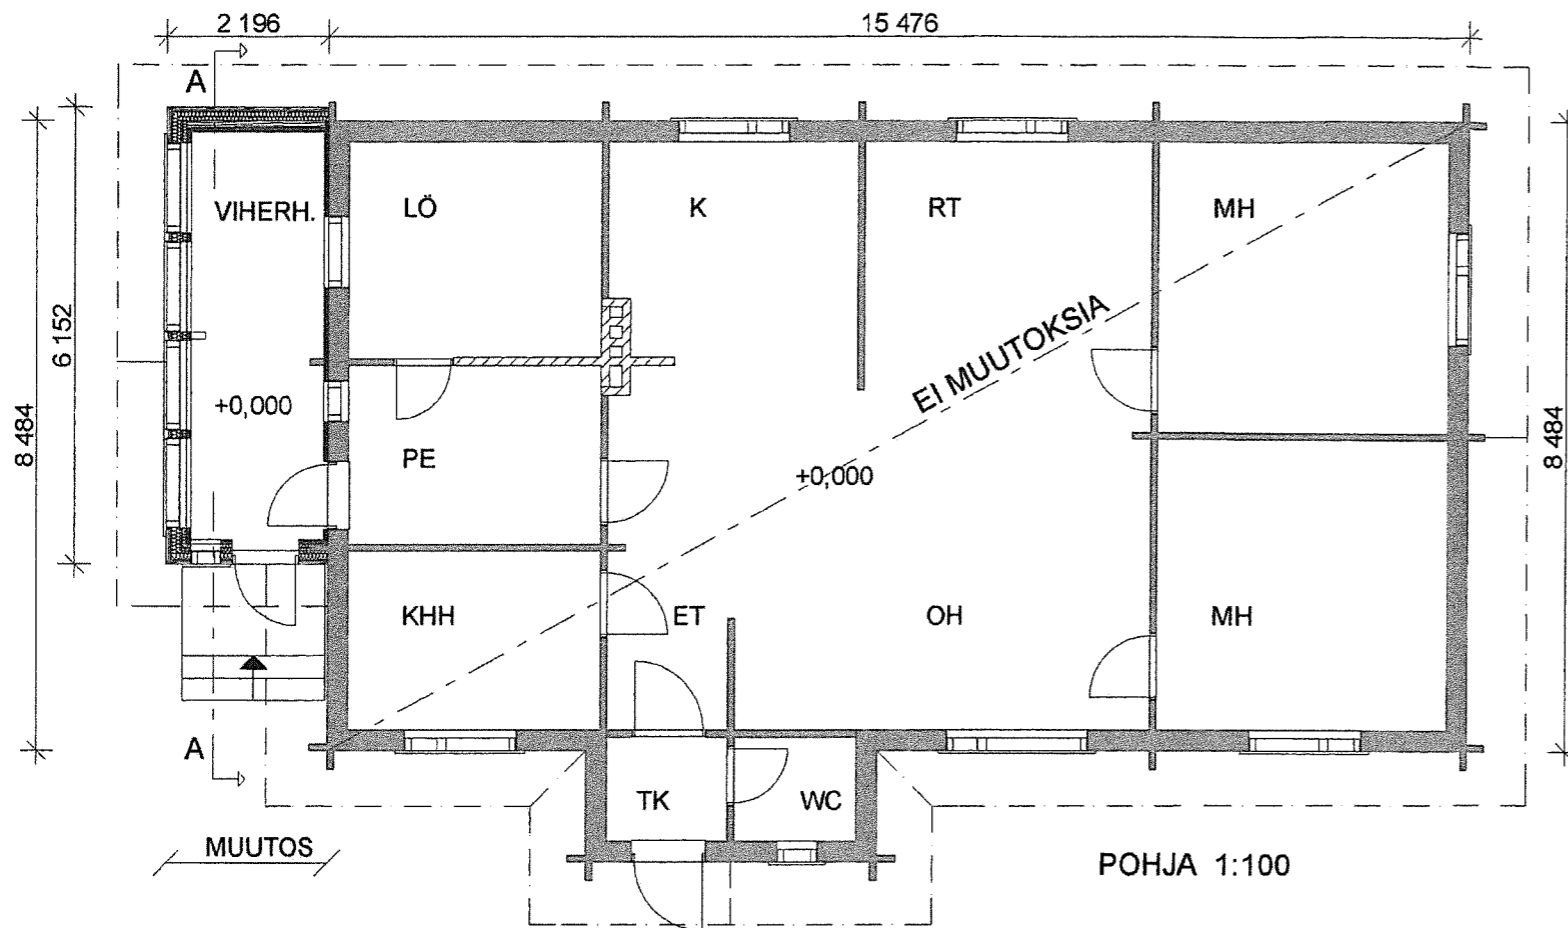 2 196
15 476
A
VIHERH.
LÖ
K
RT
MH
6 152
8 484
EI MUUTOKSIA
8 484
+0,000
PE
+0,000
KHH
ET
OH
MH
A
TK
WC
MUUTOS
POHJA 1:100